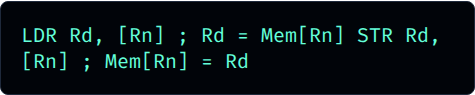 LDR Rd, [Rn] ; Rd = Mem[Rn] STR Rd,
[Rn] ; Mem[Rn] = Rd